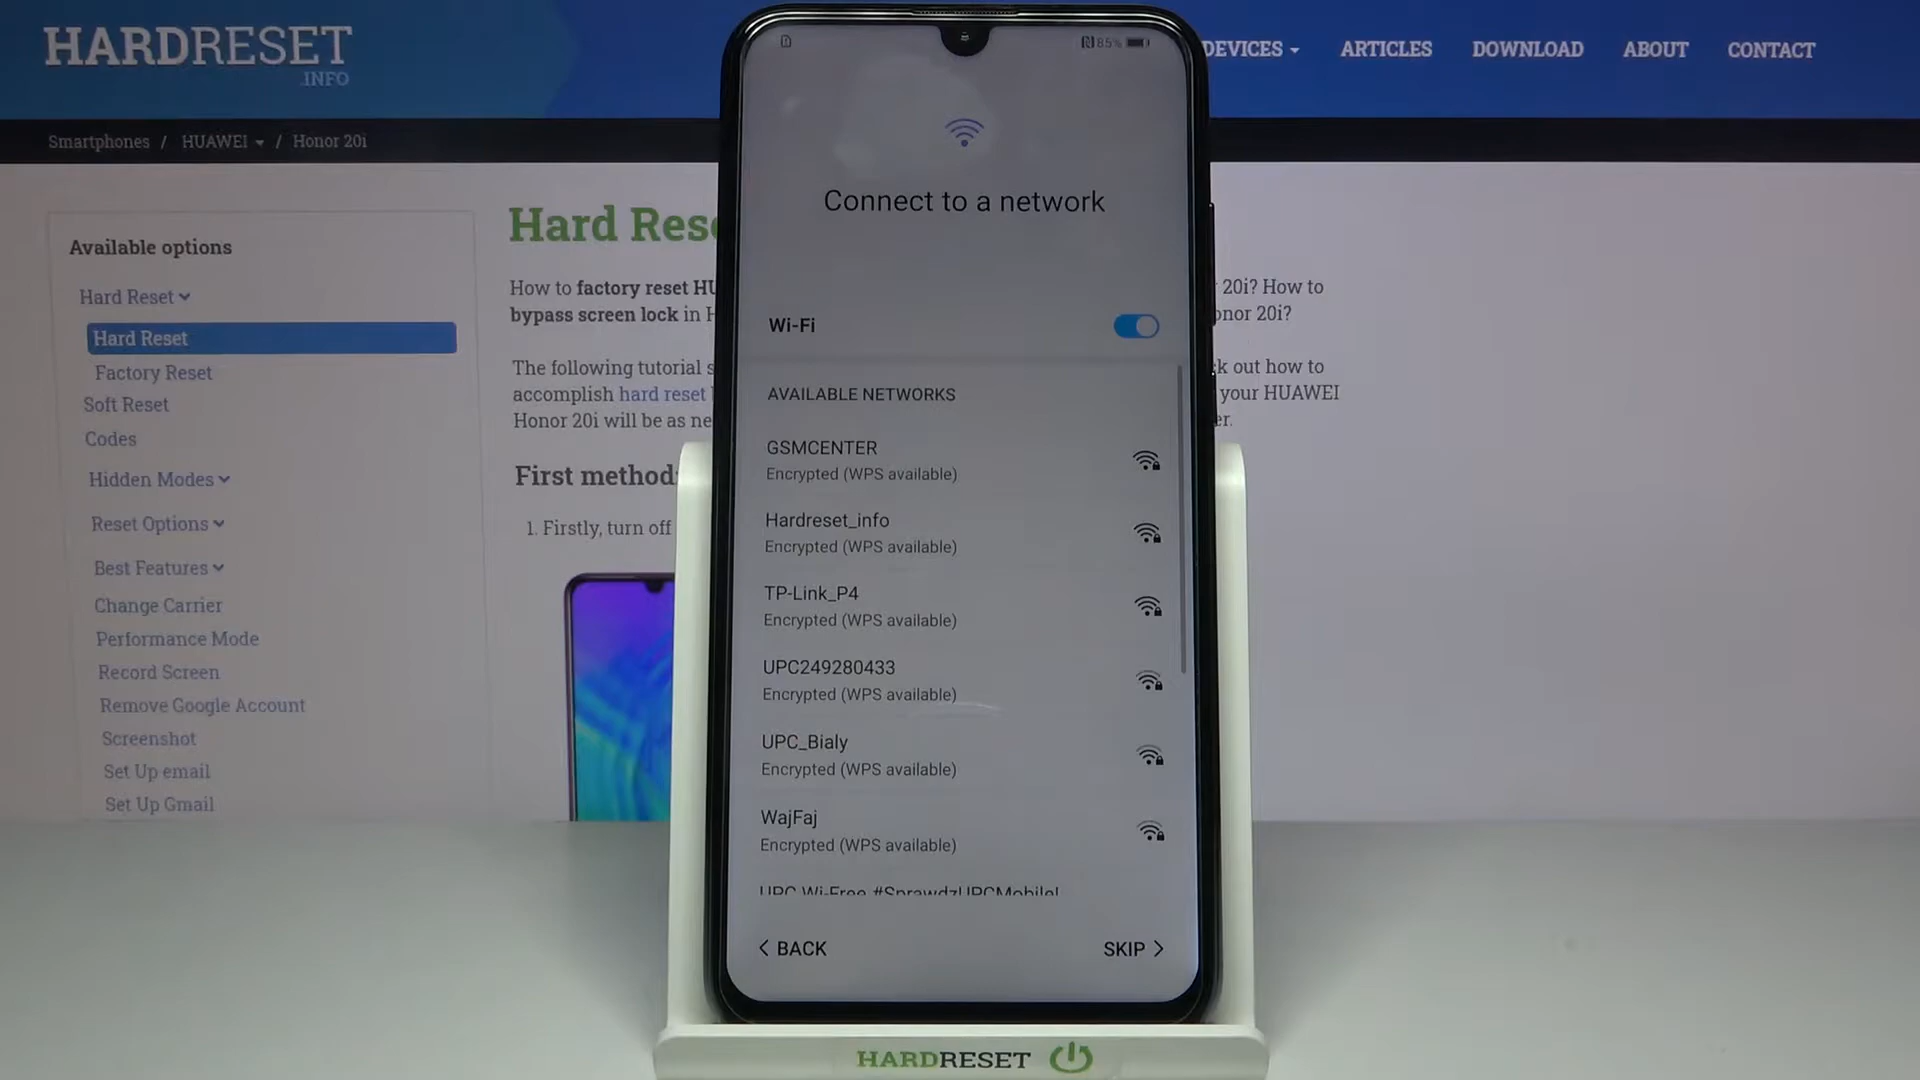 HARDRESET
.INFO
DEVICES
ARTICLES
DOWNLOAD
ABOUT
CONTACT
Smartphones / HUAWEI / Honor 20i
Available options
Hard Reset
Hard Reset
Factory Reset
Soft Reset
Codes
Hidden Modes
Reset Options
Best Features
Change Carrier
Performance Mode
Record Screen
Remove Google Account
Screenshot
Set Up email
Set Up Gmail
Hard
How to factory reset
20i? How to
bypass screen lock in
20i?
The following tutorial
out how to
accomplish hard reset
your HUAWEI
Honor 20i will be as
First method:
1. Firstly, turn off
85%
Connect to a network
Wi-Fi
AVAILABLE NETWORKS
GSMCENTER
Encrypted (WPS available)
Hardreset_info
Encrypted (WPS available)
TP-Link_P4
Encrypted (WPS available)
UPC249280433
Encrypted (WPS available)
UPC_Bialy
Encrypted (WPS available)
WajFaj
Encrypted (WPS available)
UPC Wi-Free #SprawdzUPCMobile!
< BACK
SKIP >
HARDRESET